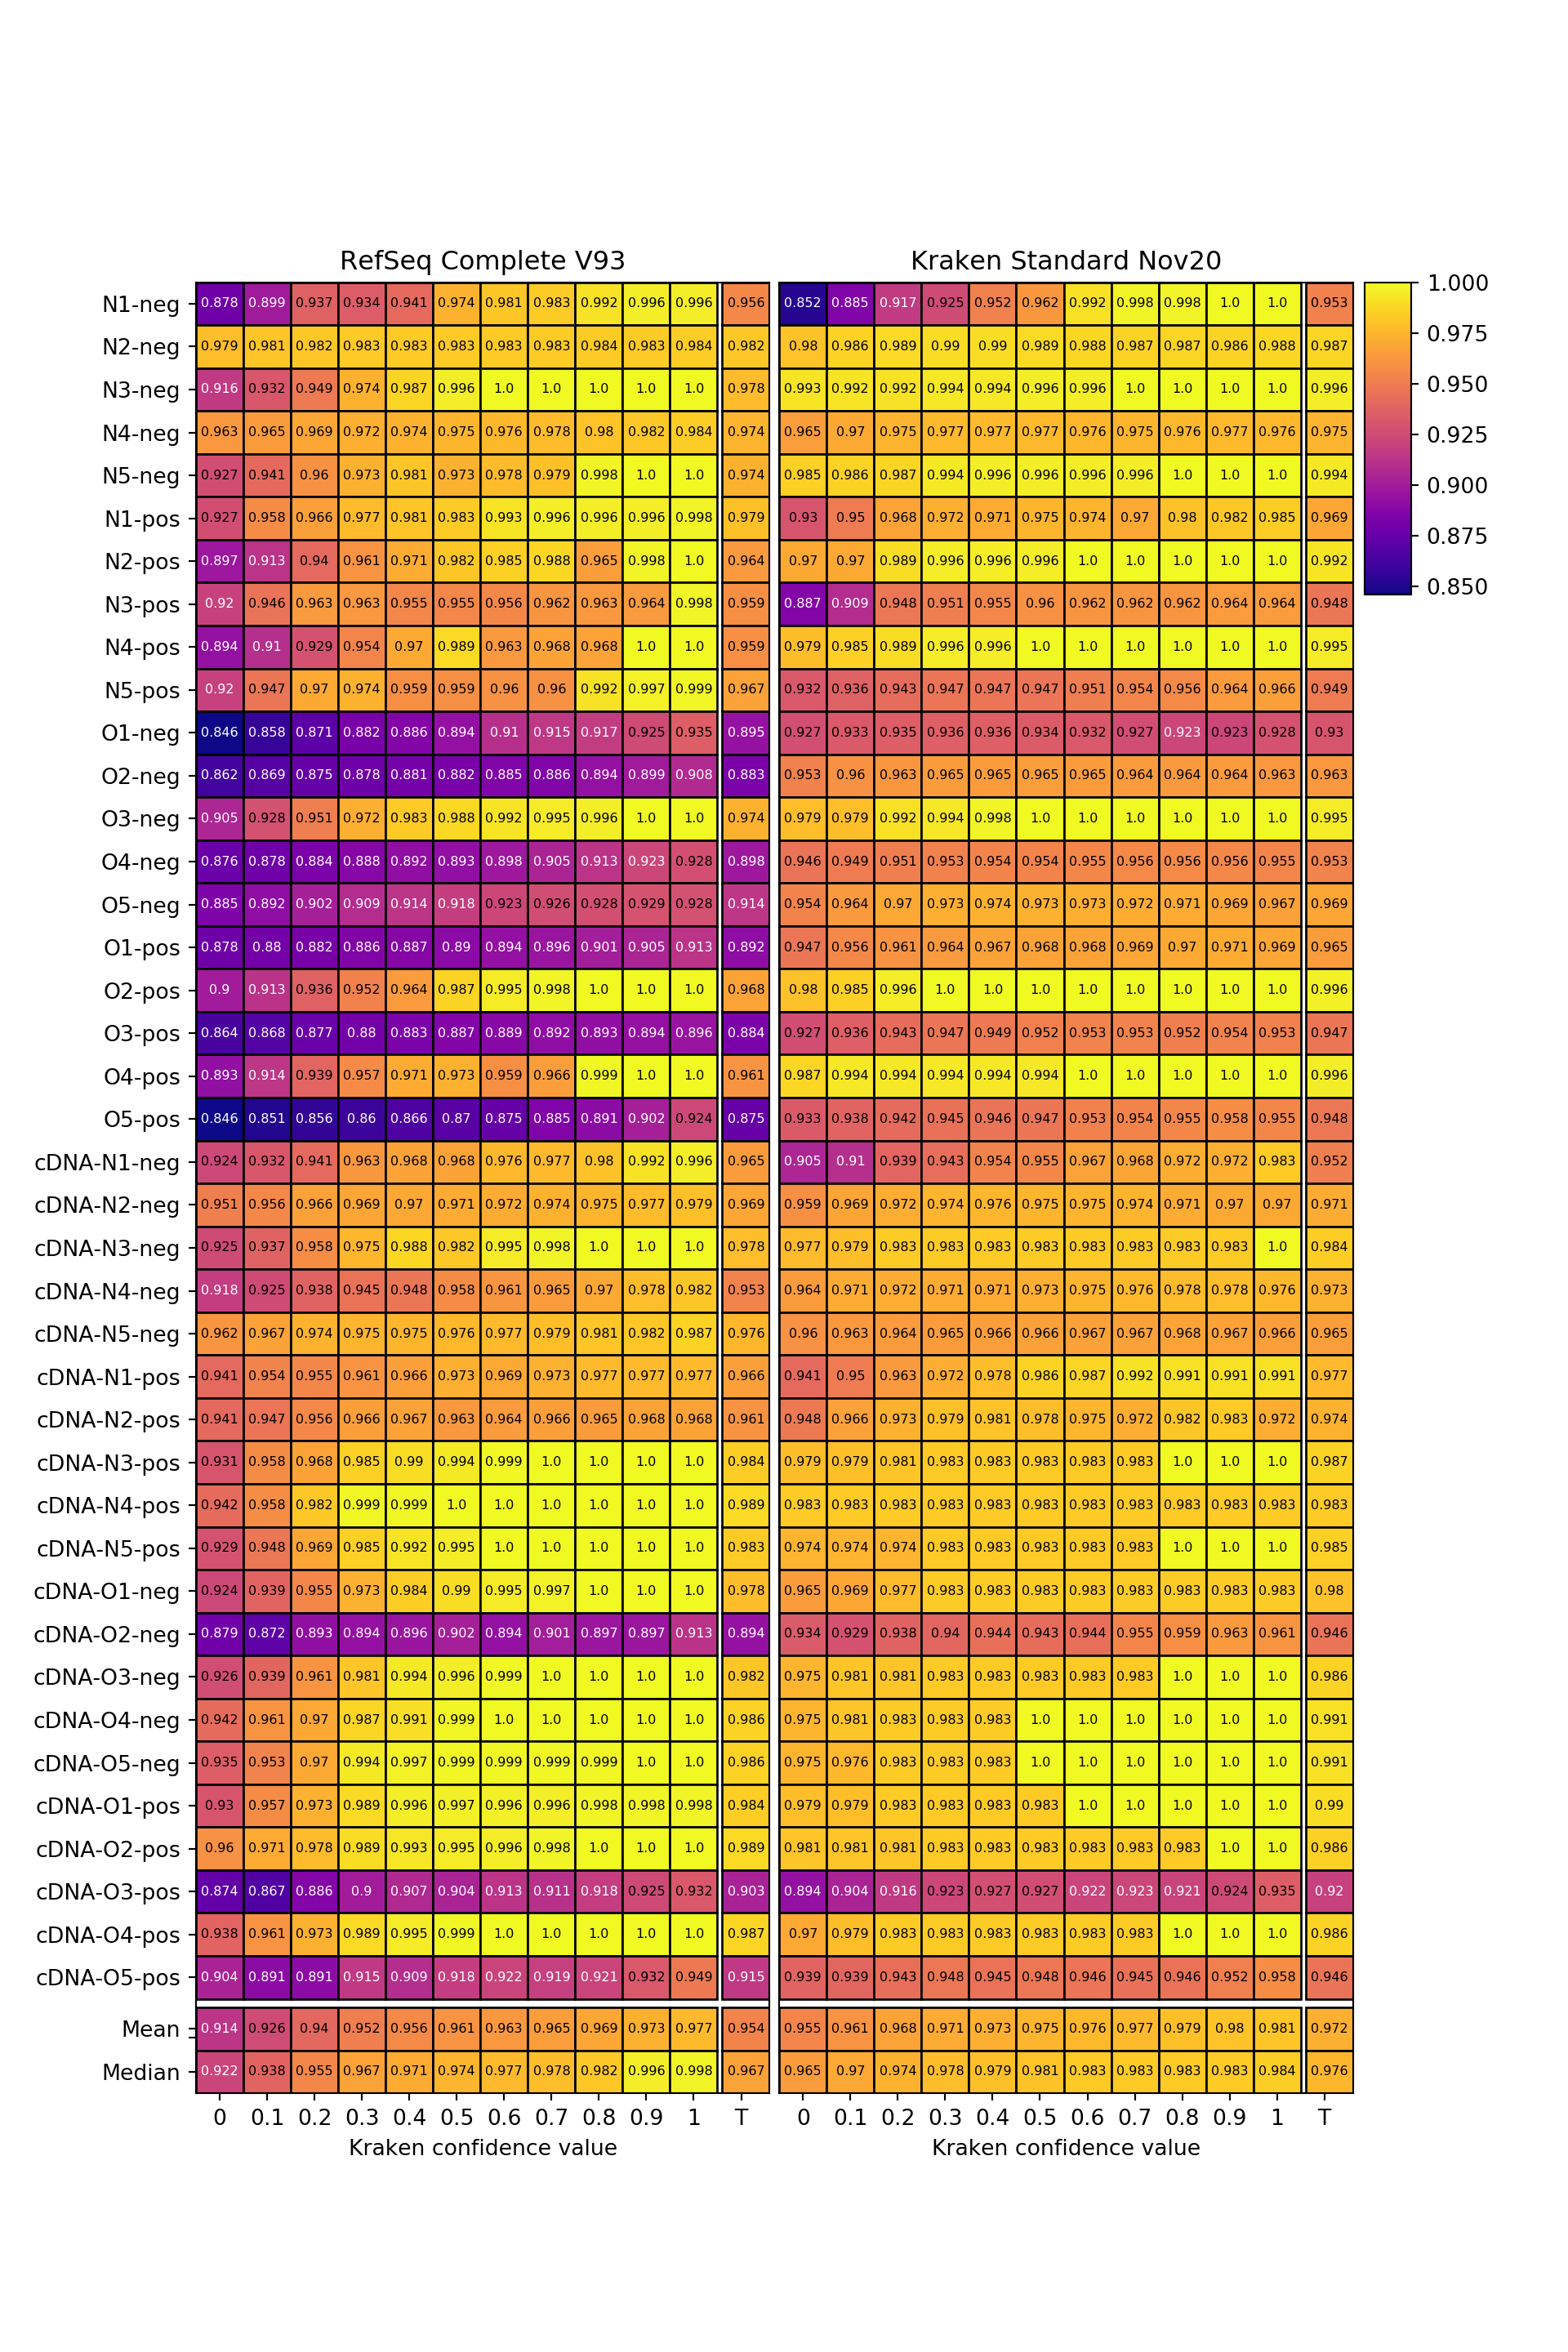 RefSeq Complete V93 Kraken Standard Nov20
N1-neg 0.878 0.899 0.937 0.934 0.941 0.974 0.981 0.983 0.992 0.996 0.996 0.956 0.852 0.885 0.917 0.925 0.952 0.962 0.992 0.998 0.998 1.0 1.0 0.953 1.000
N2-neg 0.979 0.981 0.982 0.983 0.983 0.983 0.983 0.983 0.984 0.983 0.984 0.982 0.98 0.986 0.989 0.99 0.99 0.989 0.988 0.987 0.987 0.986 0.988 0.987 0.975
N3-neg 0.916 0.932 0.949 0.974 0.987 0.996 1.0 1.0 1.0 1.0 1.0 0.978 0.993 0.992 0.992 0.994 0.994 0.996 0.996 1.0 1.0 1.0 1.0 0.996 0.950
N4-neg 0.963 0.965 0.969 0.972 0.974 0.975 0.976 0.978 0.98 0.982 0.984 0.974 0.965 0.97 0.975 0.977 0.977 0.977 0.976 0.975 0.976 0.977 0.976 0.975 0.925
N5-neg 0.927 0.941 0.96 0.973 0.981 0.973 0.978 0.979 0.998 1.0 1.0 0.974 0.985 0.986 0.987 0.994 0.996 0.996 0.996 0.996 1.0 1.0 1.0 0.994 0.900
N1-pos 0.927 0.958 0.966 0.977 0.981 0.983 0.993 0.996 0.996 0.996 0.998 0.979 0.93 0.95 0.968 0.972 0.971 0.975 0.974 0.97 0.98 0.982 0.985 0.969 0.875
N2-pos 0.897 0.913 0.94 0.961 0.971 0.982 0.985 0.988 0.965 0.998 1.0 0.964 0.97 0.97 0.989 0.996 0.996 0.996 1.0 1.0 1.0 1.0 1.0 0.992 0.850
N3-pos 0.92 0.946 0.963 0.963 0.955 0.955 0.956 0.962 0.963 0.964 0.998 0.959 0.887 0.909 0.948 0.951 0.955 0.96 0.962 0.962 0.962 0.964 0.964 0.948
N4-pos 0.894 0.91 0.929 0.954 0.97 0.989 0.963 0.968 0.968 1.0 1.0 0.959 0.979 0.985 0.989 0.996 0.996 1.0 1.0 1.0 1.0 1.0 1.0 0.995
N5-pos 0.92 0.947 0.97 0.974 0.959 0.959 0.96 0.96 0.992 0.997 0.999 0.967 0.932 0.936 0.943 0.947 0.947 0.947 0.951 0.954 0.956 0.964 0.966 0.949
O1-neg 0.846 0.858 0.871 0.882 0.886 0.894 0.91 0.915 0.917 0.925 0.935 0.895 0.927 0.933 0.935 0.936 0.936 0.934 0.932 0.927 0.923 0.923 0.928 0.93
O2-neg 0.862 0.869 0.875 0.878 0.881 0.882 0.885 0.886 0.894 0.899 0.908 0.883 0.953 0.96 0.963 0.965 0.965 0.965 0.965 0.964 0.964 0.964 0.963 0.963
O3-neg 0.905 0.928 0.951 0.972 0.983 0.988 0.992 0.995 0.996 1.0 1.0 0.974 0.979 0.979 0.992 0.994 0.998 1.0 1.0 1.0 1.0 1.0 1.0 0.995
O4-neg 0.876 0.878 0.884 0.888 0.892 0.893 0.898 0.905 0.913 0.923 0.928 0.898 0.946 0.949 0.951 0.953 0.954 0.954 0.955 0.956 0.956 0.956 0.955 0.953
O5-neg 0.885 0.892 0.902 0.909 0.914 0.918 0.923 0.926 0.928 0.929 0.928 0.914 0.954 0.964 0.97 0.973 0.974 0.973 0.973 0.972 0.971 0.969 0.967 0.969
O1-pos 0.878 0.88 0.882 0.886 0.887 0.89 0.894 0.896 0.901 0.905 0.913 0.892 0.947 0.956 0.961 0.964 0.967 0.968 0.968 0.969 0.97 0.971 0.969 0.965
O2-pos 0.9 0.913 0.936 0.952 0.964 0.987 0.995 0.998 1.0 1.0 1.0 0.968 0.98 0.985 0.996 1.0 1.0 1.0 1.0 1.0 1.0 1.0 1.0 0.996
O3-pos 0.864 0.868 0.877 0.88 0.883 0.887 0.889 0.892 0.893 0.894 0.896 0.884 0.927 0.936 0.943 0.947 0.949 0.952 0.953 0.953 0.952 0.954 0.953 0.947
O4-pos 0.893 0.914 0.939 0.957 0.971 0.973 0.959 0.966 0.999 1.0 1.0 0.961 0.987 0.994 0.994 0.994 0.994 0.994 1.0 1.0 1.0 1.0 1.0 0.996
O5-pos 0.846 0.851 0.856 0.86 0.866 0.87 0.875 0.885 0.891 0.902 0.924 0.875 0.933 0.938 0.942 0.945 0.946 0.947 0.953 0.954 0.955 0.958 0.955 0.948
cDNA-N1-neg 0.924 0.932 0.941 0.963 0.968 0.968 0.976 0.977 0.98 0.992 0.996 0.965 0.905 0.91 0.939 0.943 0.954 0.955 0.967 0.968 0.972 0.972 0.983 0.952
cDNA-N2-neg 0.951 0.956 0.966 0.969 0.97 0.971 0.972 0.974 0.975 0.977 0.979 0.969 0.959 0.969 0.972 0.974 0.976 0.975 0.975 0.974 0.971 0.97 0.97 0.971
cDNA-N3-neg 0.925 0.937 0.958 0.975 0.988 0.982 0.995 0.998 1.0 1.0 1.0 0.978 0.977 0.979 0.983 0.983 0.983 0.983 0.983 0.983 0.983 0.983 1.0 0.984
cDNA-N4-neg 0.918 0.925 0.938 0.945 0.948 0.958 0.961 0.965 0.97 0.978 0.982 0.953 0.964 0.971 0.972 0.971 0.971 0.973 0.975 0.976 0.978 0.978 0.976 0.973
cDNA-N5-neg 0.962 0.967 0.974 0.975 0.975 0.976 0.977 0.979 0.981 0.982 0.987 0.976 0.96 0.963 0.964 0.965 0.966 0.966 0.967 0.967 0.968 0.967 0.966 0.965
cDNA-N1-pos 0.941 0.954 0.955 0.961 0.966 0.973 0.969 0.973 0.977 0.977 0.977 0.966 0.941 0.95 0.963 0.972 0.978 0.986 0.987 0.992 0.991 0.991 0.991 0.977
cDNA-N2-pos 0.941 0.947 0.956 0.966 0.967 0.963 0.964 0.966 0.965 0.968 0.968 0.961 0.948 0.966 0.973 0.979 0.981 0.978 0.975 0.972 0.982 0.983 0.972 0.974
cDNA-N3-pos 0.931 0.958 0.968 0.985 0.99 0.994 0.999 1.0 1.0 1.0 1.0 0.984 0.979 0.979 0.981 0.983 0.983 0.983 0.983 0.983 1.0 1.0 1.0 0.987
cDNA-N4-pos 0.942 0.958 0.982 0.999 0.999 1.0 1.0 1.0 1.0 1.0 1.0 0.989 0.983 0.983 0.983 0.983 0.983 0.983 0.983 0.983 0.983 0.983 0.983 0.983
cDNA-N5-pos 0.929 0.948 0.969 0.985 0.992 0.995 1.0 1.0 1.0 1.0 1.0 0.983 0.974 0.974 0.974 0.983 0.983 0.983 0.983 0.983 1.0 1.0 1.0 0.985
cDNA-O1-neg 0.924 0.939 0.955 0.973 0.984 0.99 0.995 0.997 1.0 1.0 1.0 0.978 0.965 0.969 0.977 0.983 0.983 0.983 0.983 0.983 0.983 0.983 0.983 0.98
cDNA-O2-neg 0.879 0.872 0.893 0.894 0.896 0.902 0.894 0.901 0.897 0.897 0.913 0.894 0.934 0.929 0.938 0.94 0.944 0.943 0.944 0.955 0.959 0.963 0.961 0.946
cDNA-O3-neg 0.926 0.939 0.961 0.981 0.994 0.996 0.999 1.0 1.0 1.0 1.0 0.982 0.975 0.981 0.981 0.983 0.983 0.983 0.983 0.983 1.0 1.0 1.0 0.986
cDNA-O4-neg 0.942 0.961 0.97 0.987 0.991 0.999 1.0 1.0 1.0 1.0 1.0 0.986 0.975 0.981 0.983 0.983 0.983 1.0 1.0 1.0 1.0 1.0 1.0 0.991
cDNA-O5-neg 0.935 0.953 0.97 0.994 0.997 0.999 0.999 0.999 0.999 1.0 1.0 0.986 0.975 0.976 0.983 0.983 0.983 1.0 1.0 1.0 1.0 1.0 1.0 0.991
cDNA-O1-pos 0.93 0.957 0.973 0.989 0.996 0.997 0.996 0.996 0.998 0.998 0.998 0.984 0.979 0.979 0.983 0.983 0.983 0.983 1.0 1.0 1.0 1.0 1.0 0.99
cDNA-O2-pos 0.96 0.971 0.978 0.989 0.993 0.995 0.996 0.998 1.0 1.0 1.0 0.989 0.981 0.981 0.981 0.983 0.983 0.983 0.983 0.983 0.983 1.0 1.0 0.986
cDNA-O3-pos 0.874 0.867 0.886 0.9 0.907 0.904 0.913 0.911 0.918 0.925 0.932 0.903 0.894 0.904 0.916 0.923 0.927 0.927 0.922 0.923 0.921 0.924 0.935 0.92
cDNA-O4-pos 0.938 0.961 0.973 0.989 0.995 0.999 1.0 1.0 1.0 1.0 1.0 0.987 0.97 0.979 0.983 0.983 0.983 0.983 0.983 0.983 1.0 1.0 1.0 0.986
cDNA-O5-pos 0.904 0.891 0.891 0.915 0.909 0.918 0.922 0.919 0.921 0.932 0.949 0.915 0.939 0.939 0.943 0.948 0.945 0.948 0.946 0.945 0.946 0.952 0.958 0.946
Mean 0.914 0.926 0.94 0.952 0.956 0.961 0.963 0.965 0.969 0.973 0.977 0.954 0.955 0.961 0.968 0.971 0.973 0.975 0.976 0.977 0.979 0.98 0.981 0.972
Median 0.922 0.938 0.955 0.967 0.971 0.974 0.977 0.978 0.982 0.996 0.998 0.967 0.965 0.97 0.974 0.978 0.979 0.981 0.983 0.983 0.983 0.983 0.984 0.976
0 0.1 0.2 0.3 0.4 0.5 0.6 0.7 0.8 0.9 1 T 0 0.1 0.2 0.3 0.4 0.5 0.6 0.7 0.8 0.9 1 T
Kraken confidence value Kraken confidence value